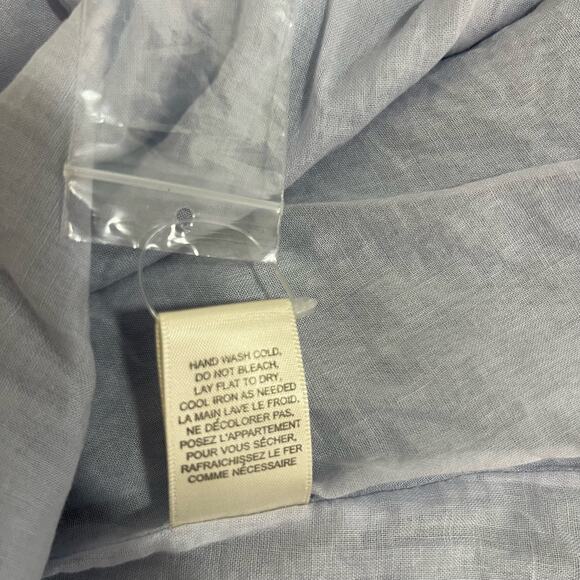 HAND WASH COLD,
DO NOT BLEACH,
LAY FLAT TO DRY,
COOL IRON AS NEEDED
LA MAIN LAVE LE FROID.
NE DÉCOLORER PAS,
POSEZ L'APPARTEMENT
POUR VOUS SÉCHER,
RAFRAICHISSEZ LE FER
COMME NÉCESSAIRE